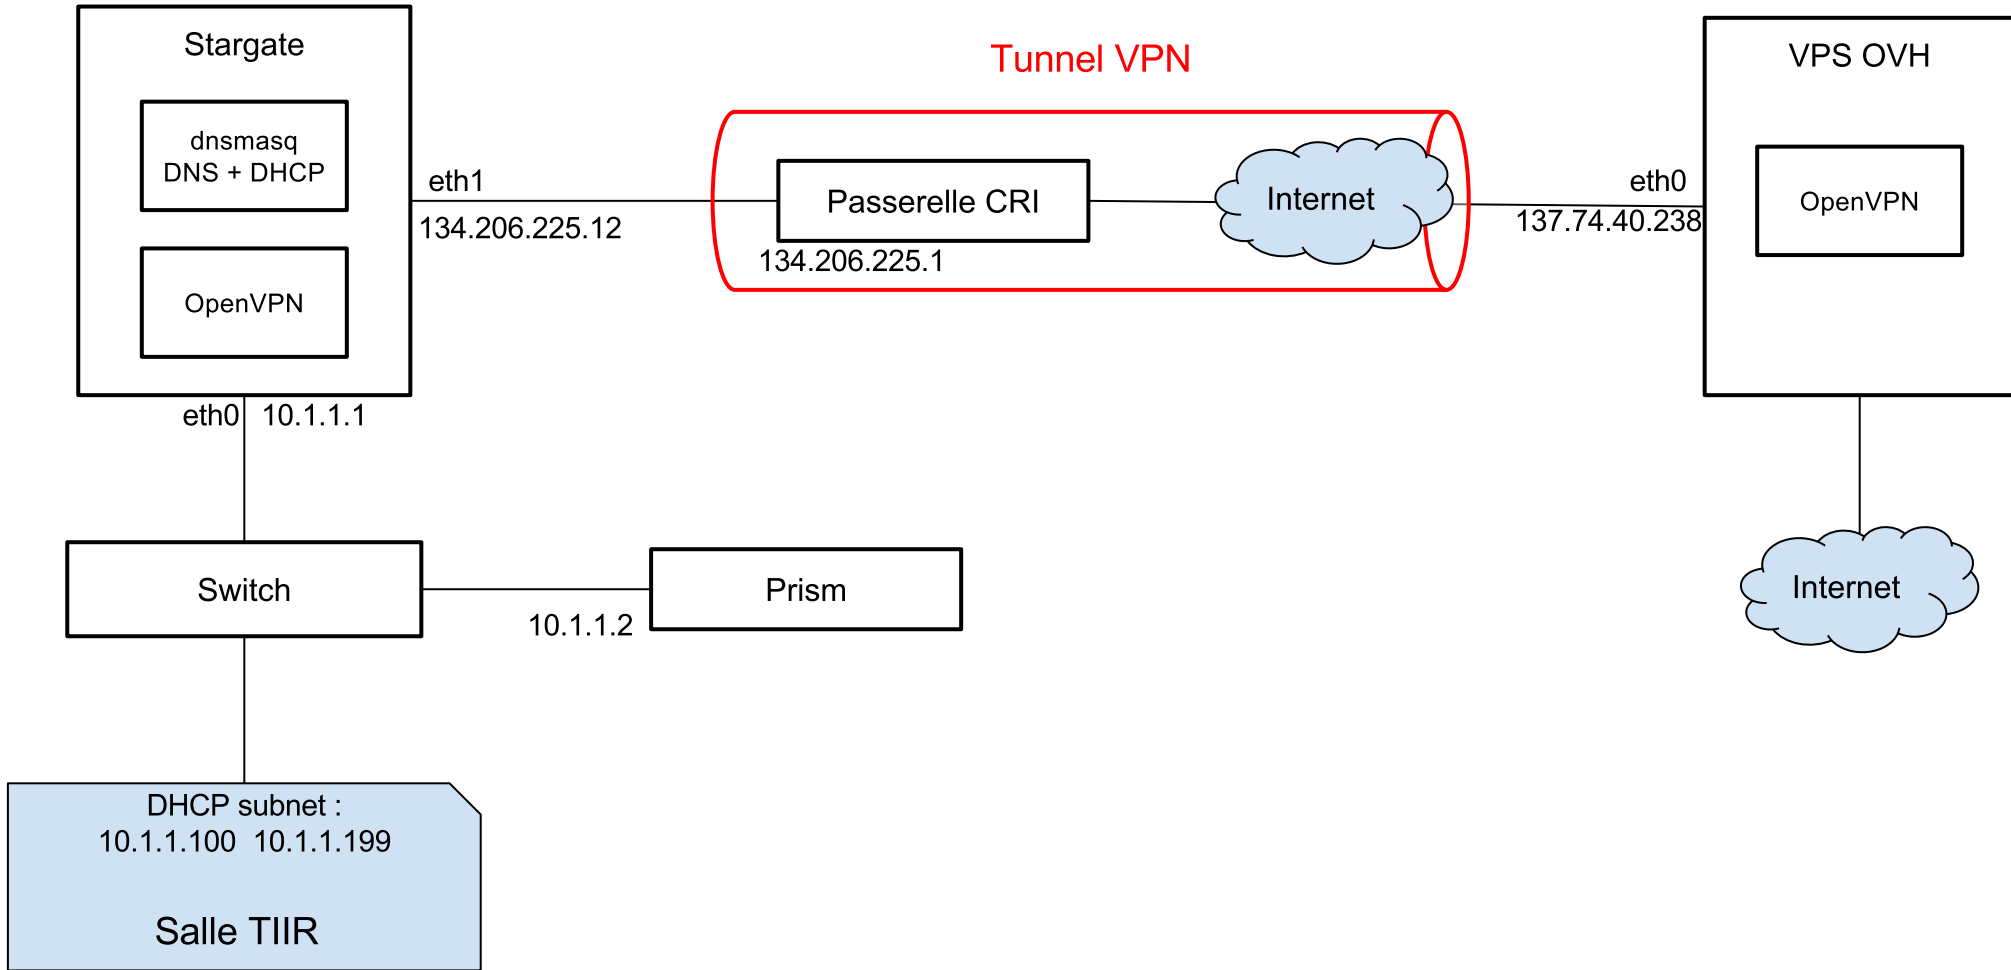 Stargate
dnsmasq
DNS + DHCP
OpenVPN
eth1
134.206.225.12
eth0 10.1.1.1
Tunnel VPN
Passerelle CRI
134.206.225.1
Internet
VPS OVH
OpenVPN
eth0
137.74.40.238
Internet
Switch
10.1.1.2
Prism
DHCP subnet :
10.1.1.100 10.1.1.199
Salle TIIR